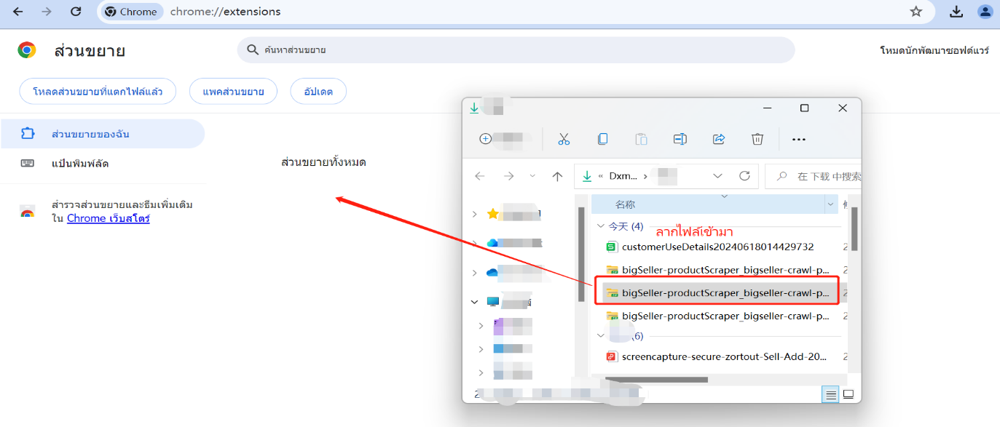 Chrome chrome://extensions
ส่วนขยาย
ค้นหาส่วนขยาย
โหมดนักพัฒนาซอฟต์แวร์
โหลดส่วนขยายที่แตกไฟล์แล้ว
แพคส่วนขยาย
อัปเดต
ส่วนขยายของฉัน
แป้นพิมพ์ลัด
สำรวจส่วนขยายและธีมเพิ่มเติม
ใน Chrome เว็บสโตร์
ส่วนขยายทั้งหมด
« Dxm... ›
在 下载 中搜索
名称
今天 (4)
ลากไฟล์เข้ามา
customerUseDetails20240618014429732
bigSeller-productScraper_bigseller-crawl-p...
bigSeller-productScraper_bigseller-crawl-p...
bigSeller-productScraper_bigseller-crawl-p...
(6)
screencapture-secure-zortout-Sell-Add-20...